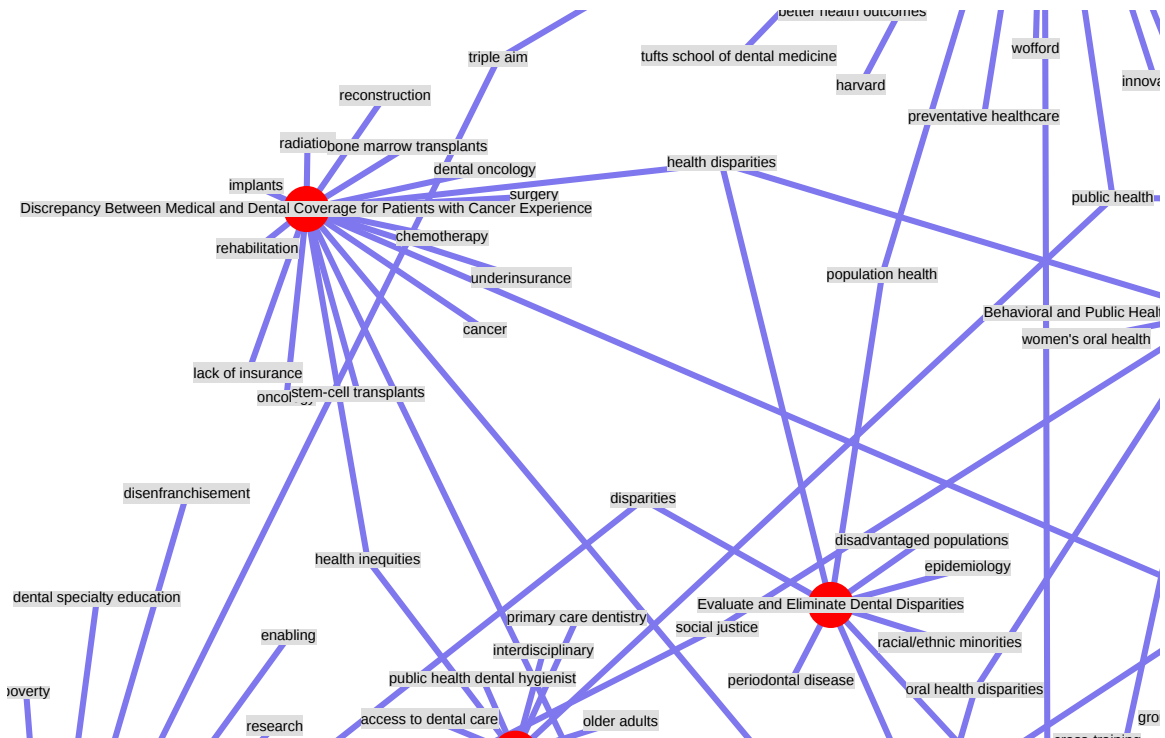 better health outcomes
wofford
triple aim
tufts school of dental medicine
harvard
reconstruction
preventative healthcare
bone marrow transplants
health disparities
dental oncology
implants
surgery
public health
Discrepancy Between Medical and Dental Coverage for Patients with Cancer Experience
chemotherapy
rehabilitation
population health
underinsurance
Behavioral and Public
cancer
women's oral health
lack of insurance
stem-cell transplants
disenfranchisement
disparities
disadvantaged populations
health inequities
epidemiology
dental specialty education
Evaluate and Eliminate Dental Disparities
primary care dentistry
social justice
enabling
racial/ethnic minorities
interdisciplinary
public health dental hygienist
periodontal disease
oral health disparities
poverty
access to dental care
older adults
research